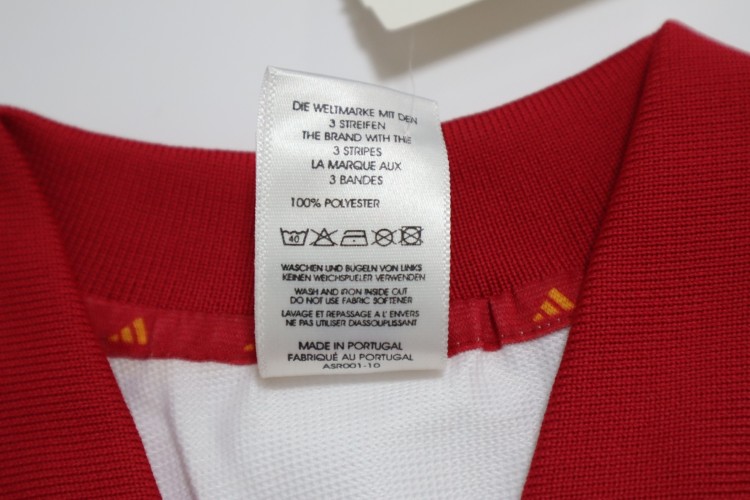 DIE WELTMARKE MIT DEN
3 STREIFEN
THE BRAND WITH THE
3 STRIPES
LA MARQUE AUX
3 BANDES
100% POLYESTER
40
WASCHEN UND BÜGELN VON LINKS
KEINEN WEICHSPUELER VERWENDEN
WASH AND IRON INSIDE OUT
DO NOT USE FABRIC SOFTENER
LAVAGE ET REPASSAGE A L' ENVERS
NE PAS UTILISER D'ASSOUPLISSANT
MADE IN PORTUGAL
FABRIQUÉ AU PORTUGAL
ASR001-10